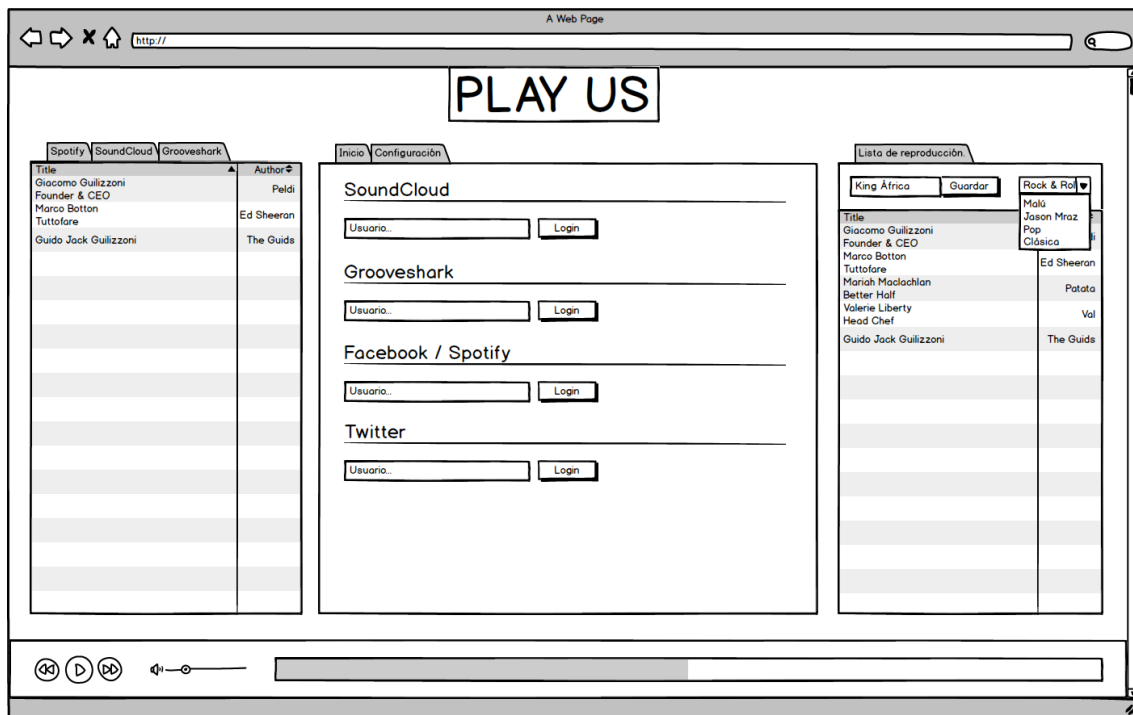 A Web Page
http://
PLAY US
Spotify SoundCloud Grooveshark
Title Author
Giacomo Guilizzoni
Founder & CEO
Peldi
Marco Botton
Tuttofare
Ed Sheeran
Guido Jack Guilizzoni The Guids
Inicio Configuración
SoundCloud
Usuario... Login
Grooveshark
Usuario... Login
Facebook / Spotify
Usuario... Login
Twitter
Usuario... Login
Lista de reproducción.
King África Guardar Rock & Rol
Malú
Jason Mraz
Pop
Clásica
Title
Giacomo Guilizzoni
Founder & CEO
Marco Botton
Tuttofare
Ed Sheeran
Mariah Maclachlan
Better Half
Patata
Valerie Liberty
Head Chef
Val
Guido Jack Guilizzoni The Guids